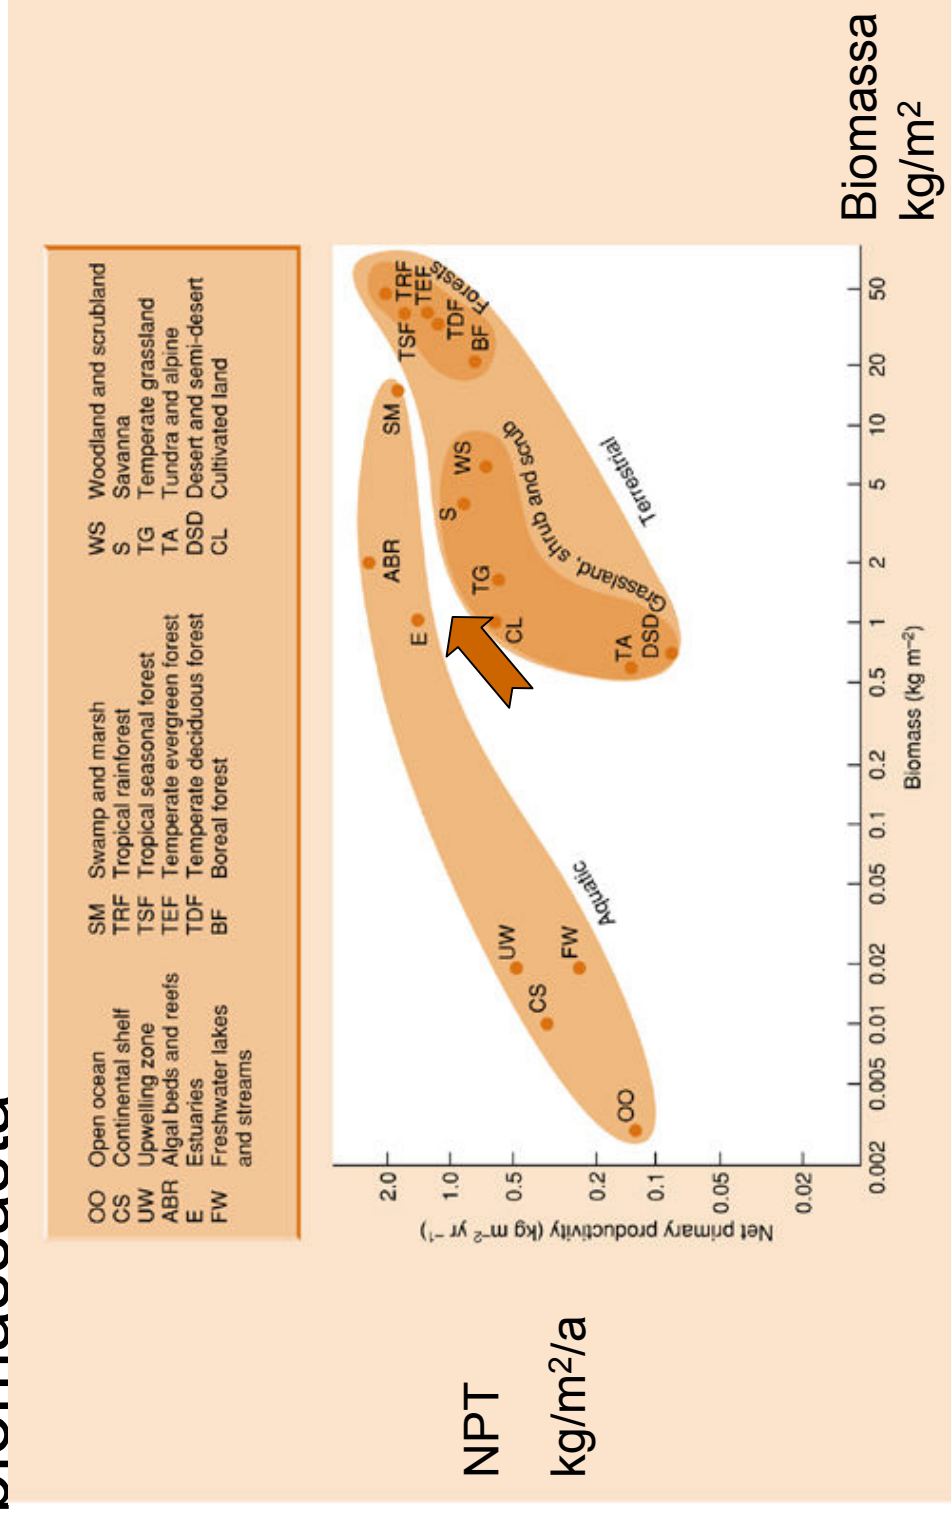 OO Open ocean
CS Continental shelf
UW Upwelling zone
ABR Algal beds and reefs
E Estuaries
FW Freshwater lakes
and streams
SM Swamp and marsh
TRF Tropical rainforest
TSF Tropical seasonal forest
TEF Temperate evergreen forest
TDF Temperate deciduous forest
BF Boreal forest
WS Woodland and scrubland
S Savanna
TG Temperate grassland
TA Tundra and alpine
DSD Desert and semi-desert
CL Cultivated land
NPT
kg/m²/a
Net primary productivity (kg m⁻² yr⁻¹)
2.0
1.0
0.5
0.2
0.1
0.05
0.02
OO
CS
UW
FW
Aquatic
E
ABR
SM
TA
DSD
CL
TG
S
WS
Grassland, shrub and scrub
Terrestrial
TSF
TRF
TEF
TDF
BF
Forests
0.002 0.005 0.01 0.02 0.05 0.1 0.2 0.5 1 2 5 10 20 50
Biomass (kg m⁻²)
Biomassa
kg/m²